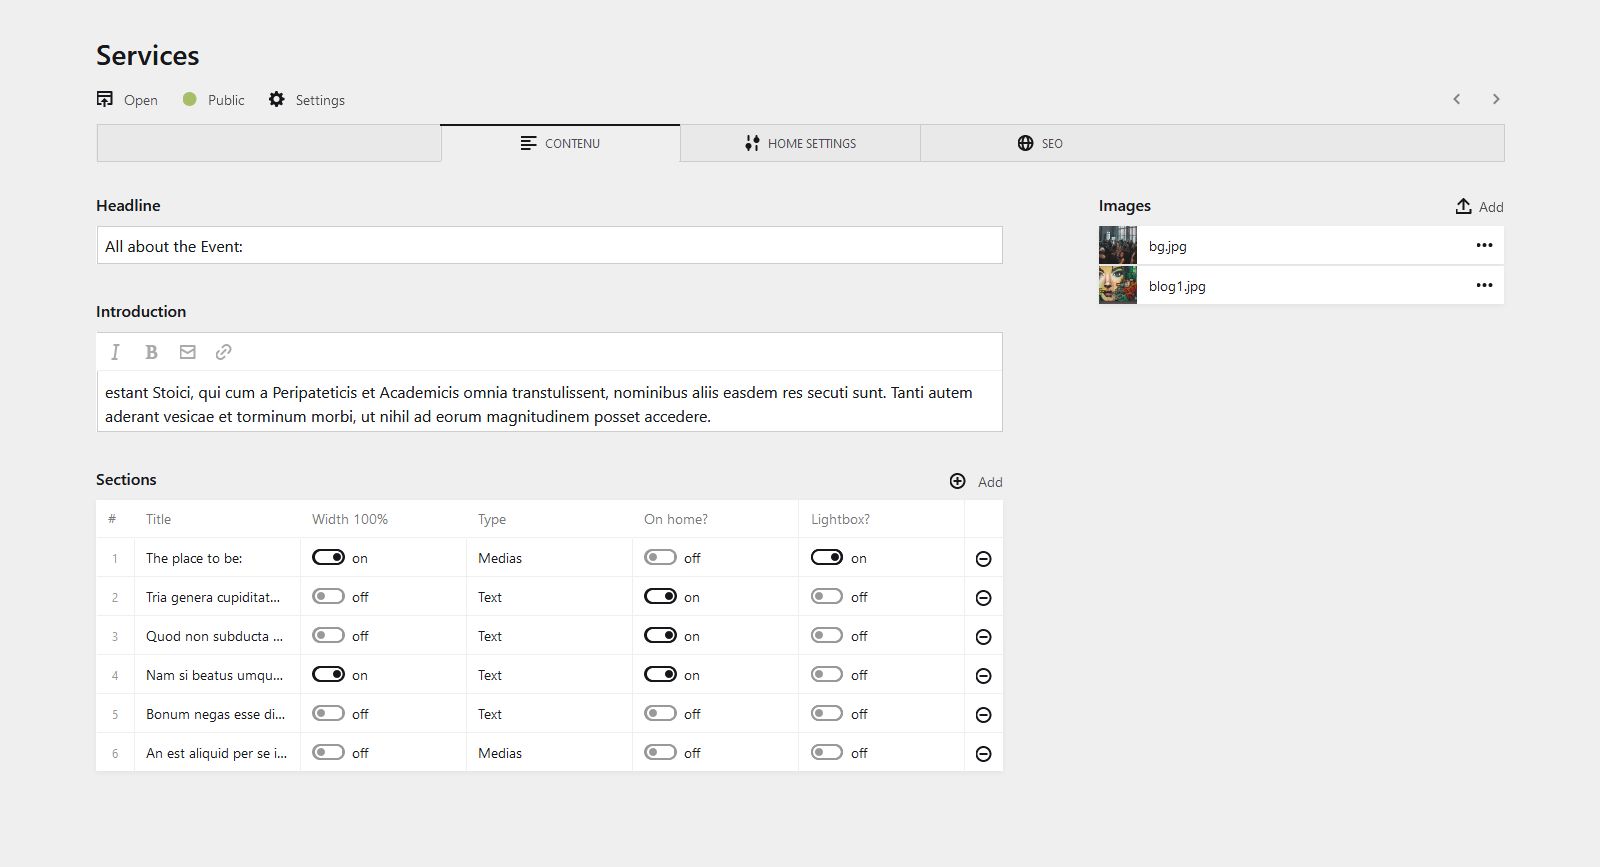 Services
Open Public Settings
CONTENU HOME SETTINGS SEO
Headline
All about the Event:
Images Add
bg.jpg
blog1.jpg
Introduction
estant Stoici, qui cum a Peripateticis et Academicis omnia transtulissent, nominibus aliis easdem res secuti sunt. Tanti autem
aderant vesicae et torminum morbi, ut nihil ad eorum magnitudinem posset accedere.
Sections Add
# Title Width 100% Type On home? Lightbox?
1 The place to be: on Medias off on
2 Tria genera cupiditat... off Text on off
3 Quod non subducta ... off Text on off
4 Nam si beatus umqu... on Text on off
5 Bonum negas esse di... off Text off off
6 An est aliquid per se i... off Medias off off